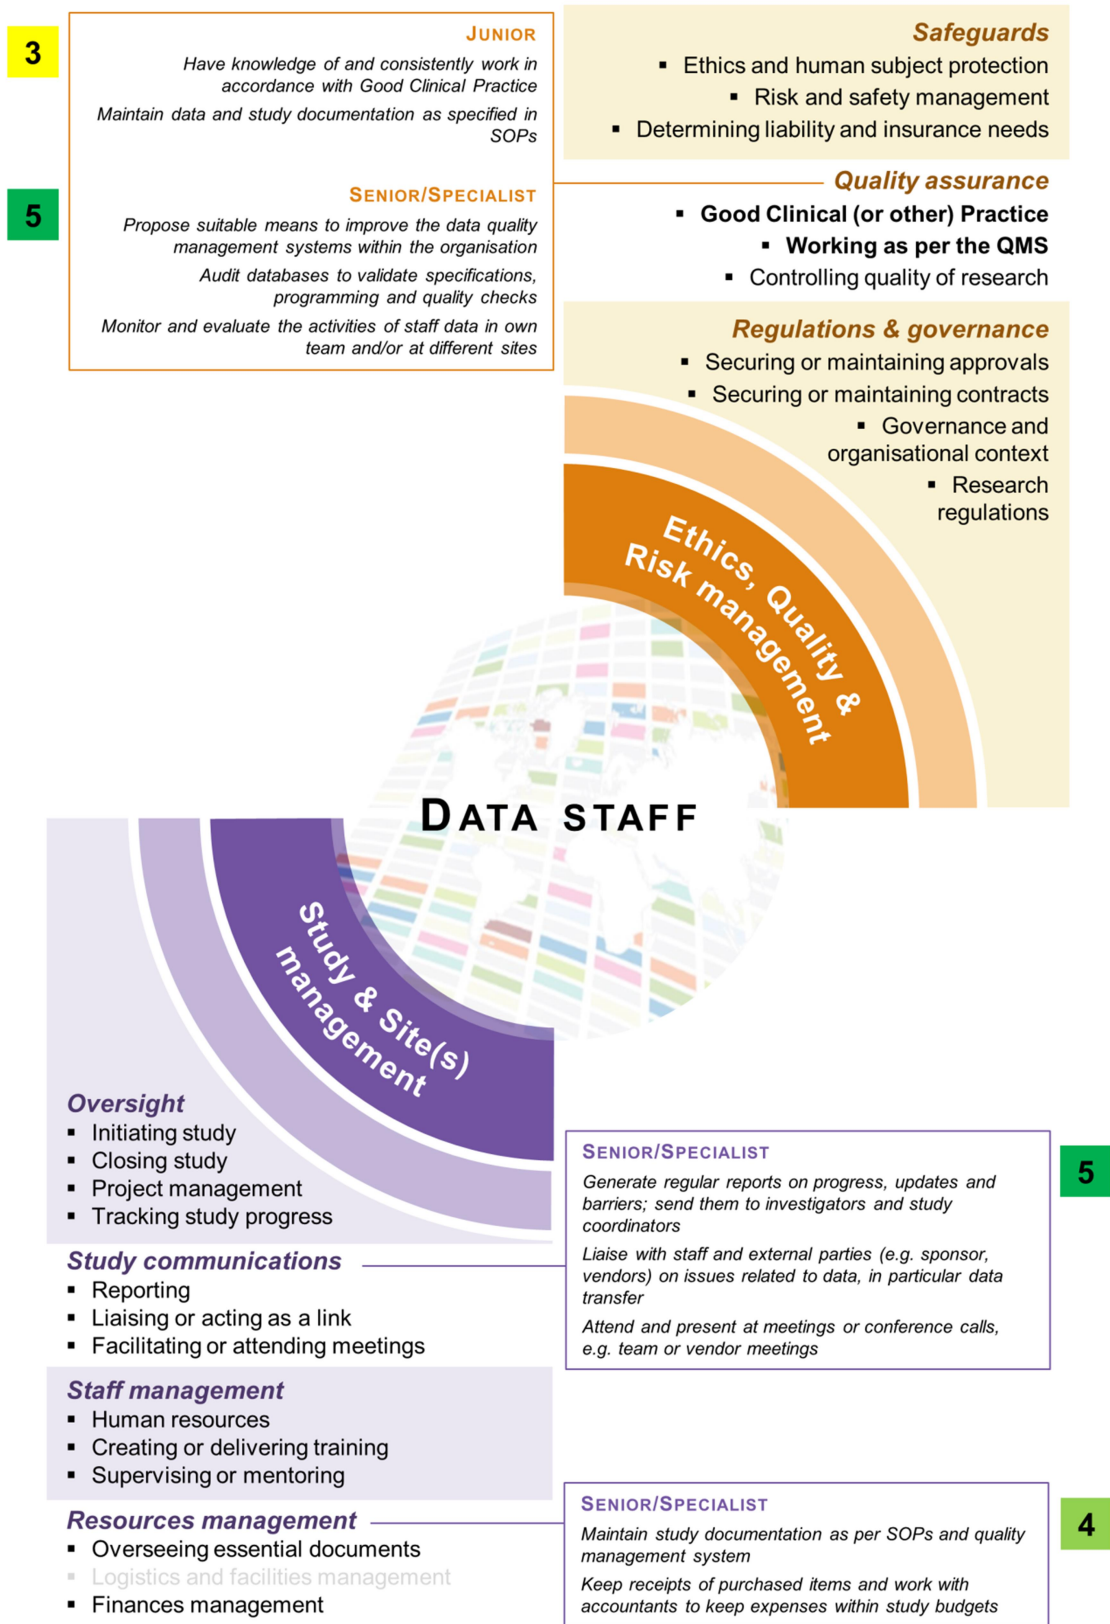 3
JUNIOR
Have knowledge of and consistently work in
accordance with Good Clinical Practice
Maintain data and study documentation as specified in
SOPs
5
SENIOR/SPECIALIST
Propose suitable means to improve the data quality
management systems within the organisation
Audit databases to validate specifications,
programming and quality checks
Monitor and evaluate the activities of staff data in own
team and/or at different sites
Safeguards
▪ Ethics and human subject protection
▪ Risk and safety management
▪ Determining liability and insurance needs
Quality assurance
▪ Good Clinical (or other) Practice
▪ Working as per the QMS
▪ Controlling quality of research
Regulations & governance
▪ Securing or maintaining approvals
▪ Securing or maintaining contracts
▪ Governance and
organisational context
▪ Research
regulations
Ethics, Quality &
Risk management
DATA STAFF
Study & Site(s)
management
Oversight
▪ Initiating study
▪ Closing study
▪ Project management
▪ Tracking study progress
Study communications
▪ Reporting
▪ Liaising or acting as a link
▪ Facilitating or attending meetings
SENIOR/SPECIALIST
Generate regular reports on progress, updates and
barriers; send them to investigators and study
coordinators
Liaise with staff and external parties (e.g. sponsor,
vendors) on issues related to data, in particular data
transfer
Attend and present at meetings or conference calls,
e.g. team or vendor meetings
5
Staff management
▪ Human resources
▪ Creating or delivering training
▪ Supervising or mentoring
Resources management
▪ Overseeing essential documents
▪ Logistics and facilities management
▪ Finances management
SENIOR/SPECIALIST
Maintain study documentation as per SOPs and quality
management system
Keep receipts of purchased items and work with
accountants to keep expenses within study budgets
4